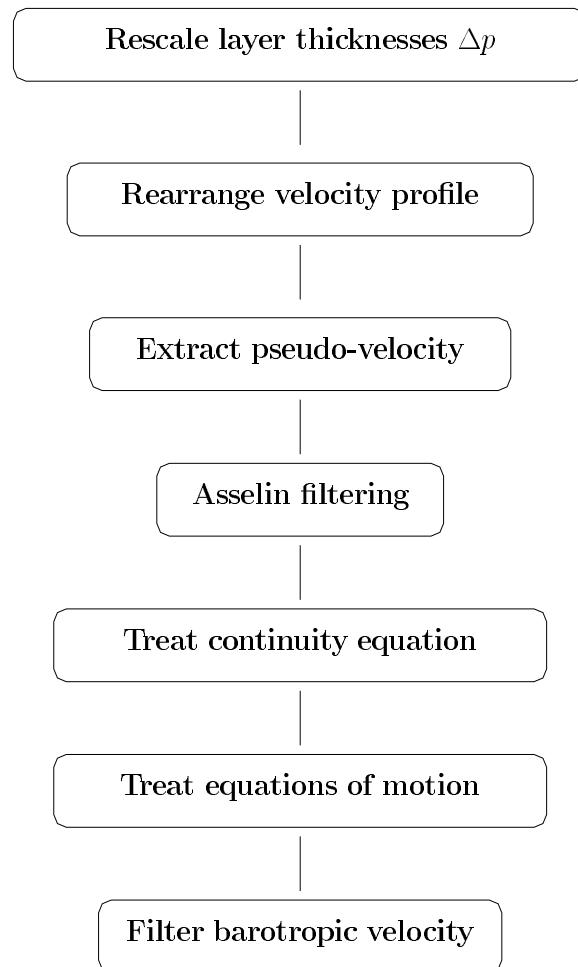 Rescale layer thicknesses Δp
Rearrange velocity profile
Extract pseudo-velocity
Asselin filtering
Treat continuity equation
Treat equations of motion
Filter barotropic velocity